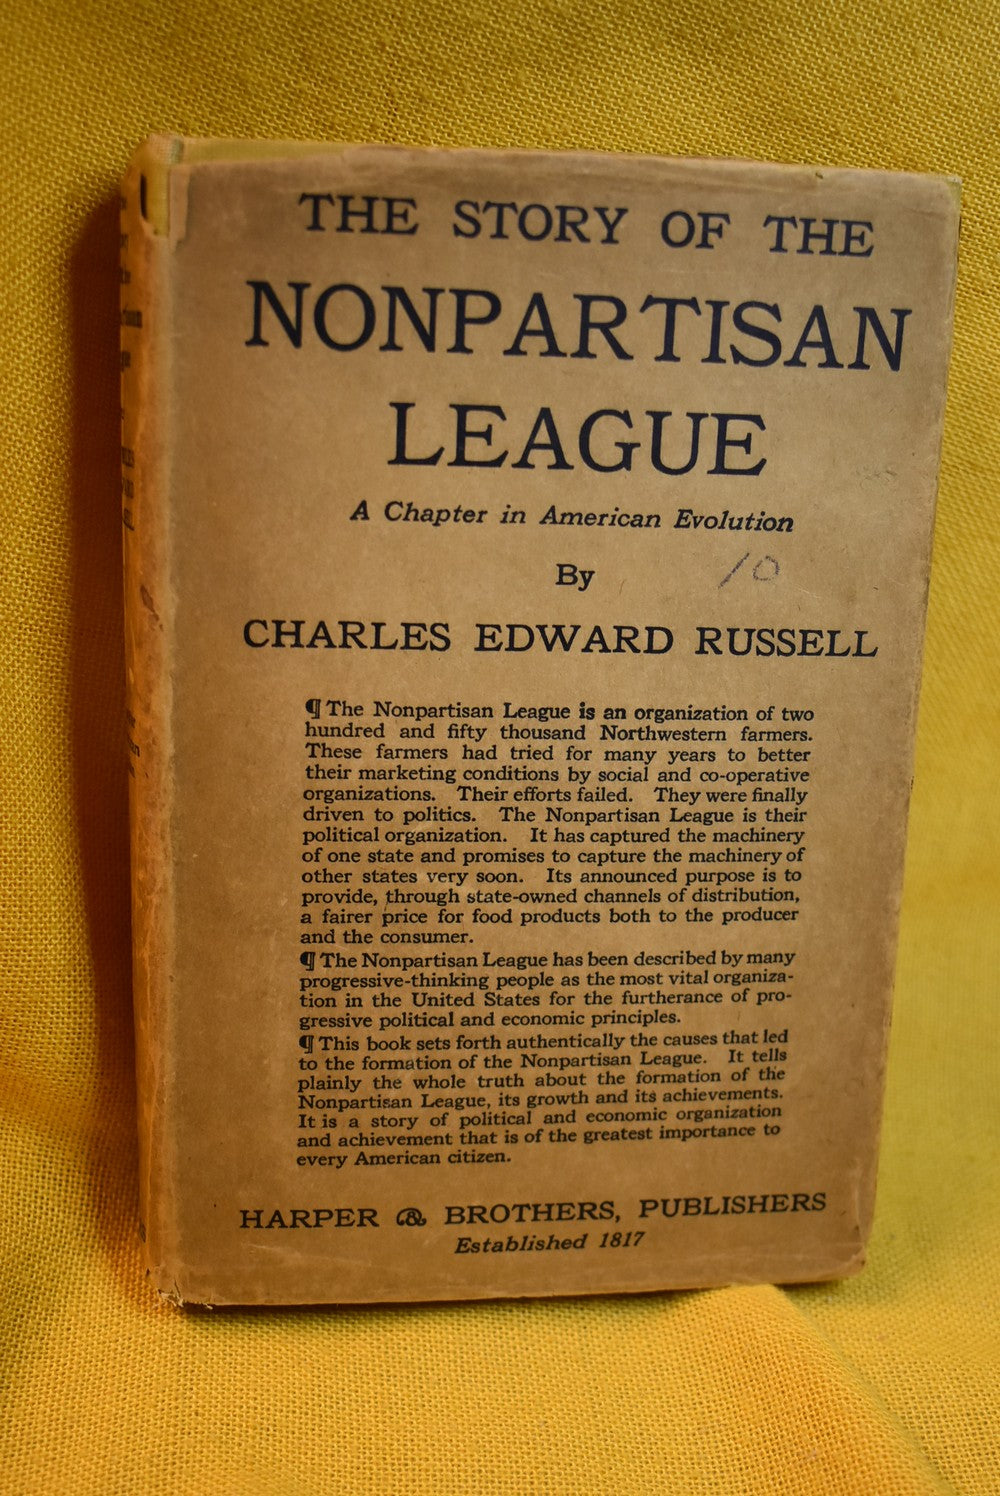 THE STORY OF THE
NONPARTISAN
LEAGUE
A Chapter in American Evolution
By
10
CHARLES EDWARD RUSSELL
¶ The Nonpartisan League is an organization of two
hundred and fifty thousand Northwestern farmers.
These farmers had tried for many years to better
their marketing conditions by social and co-operative
organizations. Their efforts failed. They were finally
driven to politics. The Nonpartisan League is their
political organization. It has captured the machinery
of one state and promises to capture the machinery of
other states very soon. Its announced purpose is to
provide, through state-owned channels of distribution,
a fairer price for food products both to the producer
and the consumer.
¶ The Nonpartisan League has been described by many
progressive-thinking people as the most vital organiza-
tion in the United States for the furtherance of pro-
gressive political and economic principles.
¶ This book sets forth authentically the causes that led
to the formation of the Nonpartisan League. It tells
plainly the whole truth about the formation of the
Nonpartisan League, its growth and its achievements.
It is a story of political and economic organization
and achievement that is of the greatest importance to
every American citizen.
HARPER & BROTHERS, PUBLISHERS
Established 1817